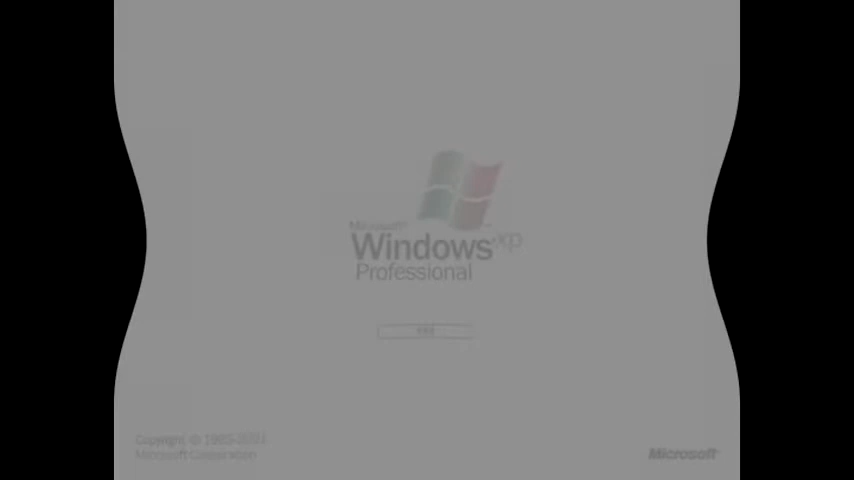 Microsoft
Windows xp
Professional
Copyright © 1985-2001
Microsoft Corporation
Microsoft